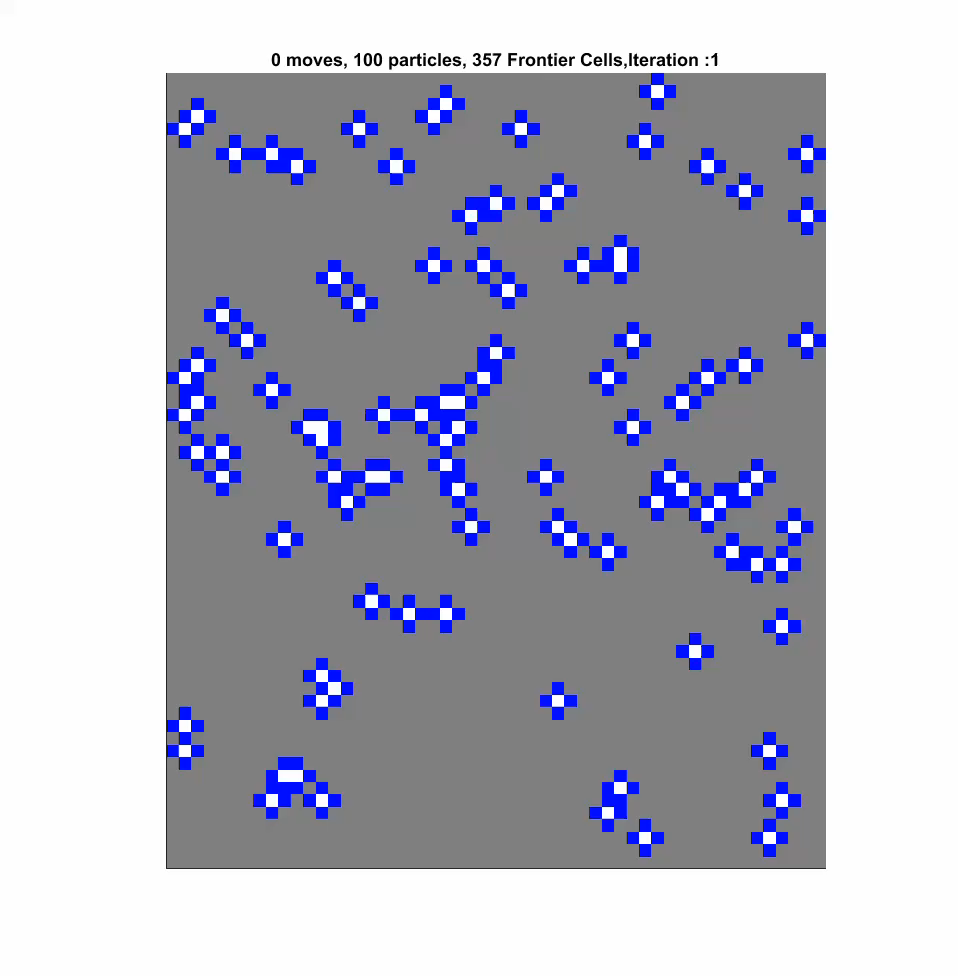 0 moves, 100 particles, 357 Frontier Cells,Iteration :1